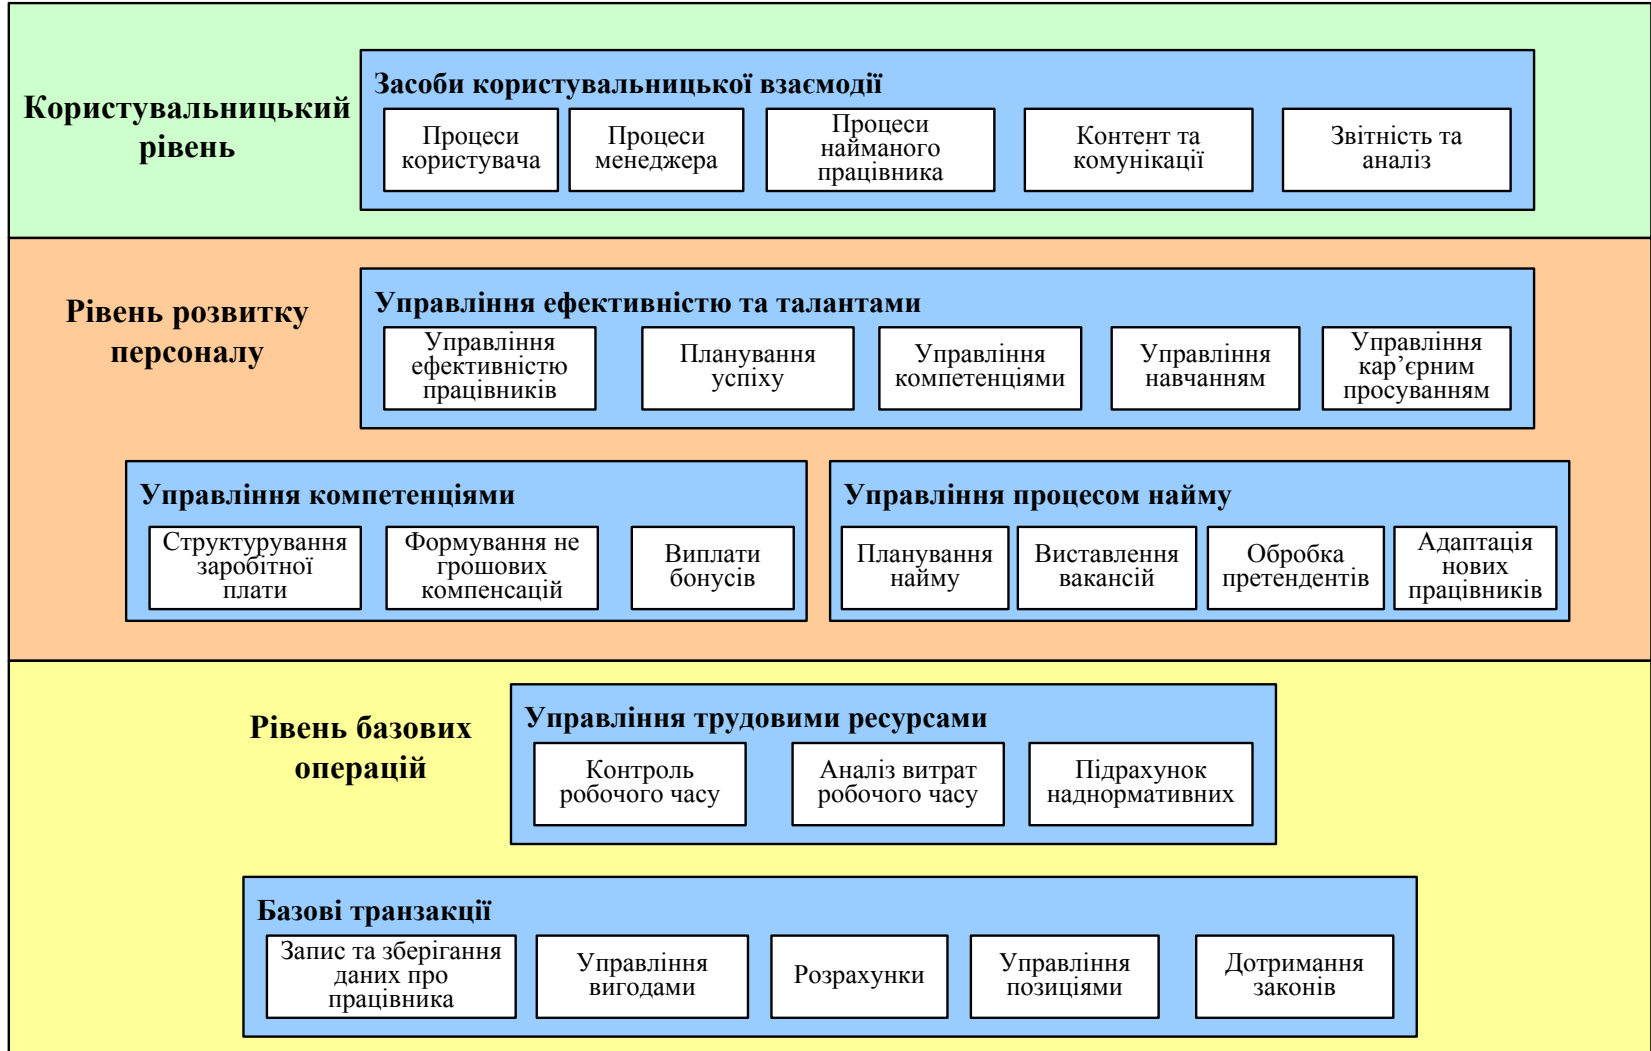 Користувальницький
рівень
Засоби користувальницької взаємодії
Процеси
користувача
Процеси
менеджера
Процеси
найманого
працівника
Контент та
комунікації
Звітність та
аналіз
Рівень розвитку
персоналу
Управління ефективністю та талантами
Управління
ефективністю
працівників
Планування
успіху
Управління
компетенціями
Управління
навчанням
Управління
кар’єрним
просуванням
Управління компетенціями
Структурування
заробітної
плати
Формування не
грошових
компенсацій
Виплати
бонусів
Управління процесом найму
Планування
найму
Виставлення
вакансій
Обробка
претендентів
Адаптація
нових
працівників
Рівень базових
операцій
Управління трудовими ресурсами
Контроль
робочого часу
Аналіз витрат
робочого часу
Підрахунок
наднормативних
Базові транзакції
Запис та зберігання
даних про
працівника
Управління
вигодами
Розрахунки
Управління
позиціями
Дотримання
законів